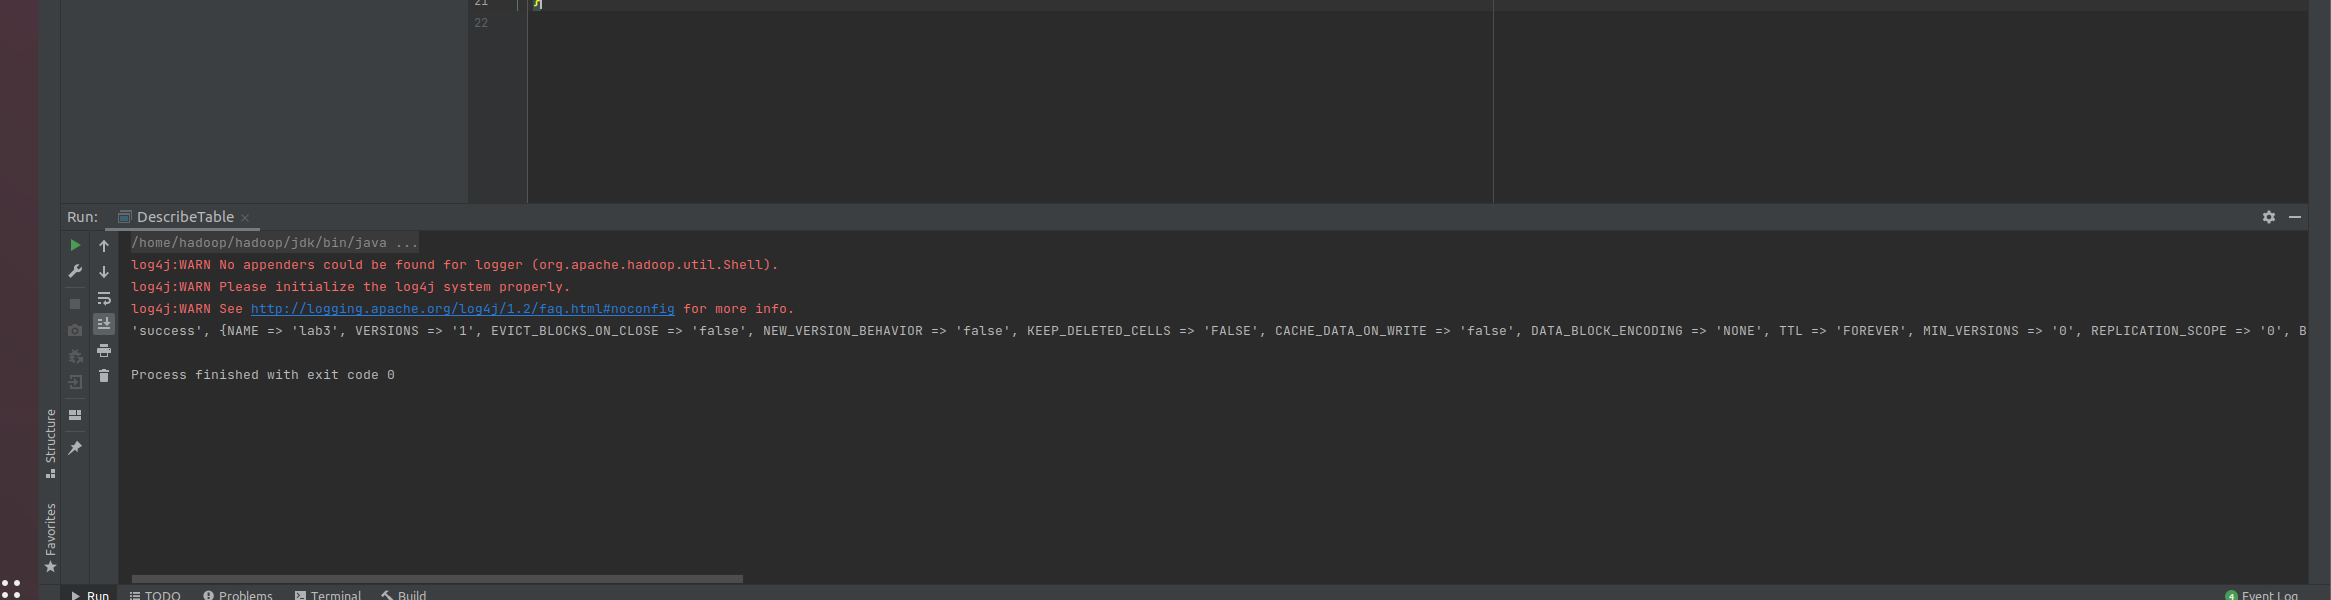 21
}
22
Run: DescribeTable
/home/hadoop/hadoop/jdk/bin/java ...
log4j:WARN No appenders could be found for logger (org.apache.hadoop.util.Shell).
log4j:WARN Please initialize the log4j system properly.
log4j:WARN See http://logging.apache.org/log4j/1.2/faq.html#noconfig for more info.
'success', {NAME => 'lab3', VERSIONS => '1', EVICT_BLOCKS_ON_CLOSE => 'false', NEW_VERSION_BEHAVIOR => 'false', KEEP_DELETED_CELLS => 'FALSE', CACHE_DATA_ON_WRITE => 'false', DATA_BLOCK_ENCODING => 'NONE', TTL => 'FOREVER', MIN_VERSIONS => '0', REPLICATION_SCOPE => '0', B
Process finished with exit code 0
Structure
Favorites
Run TODO Problems Terminal Build 4 Event Log